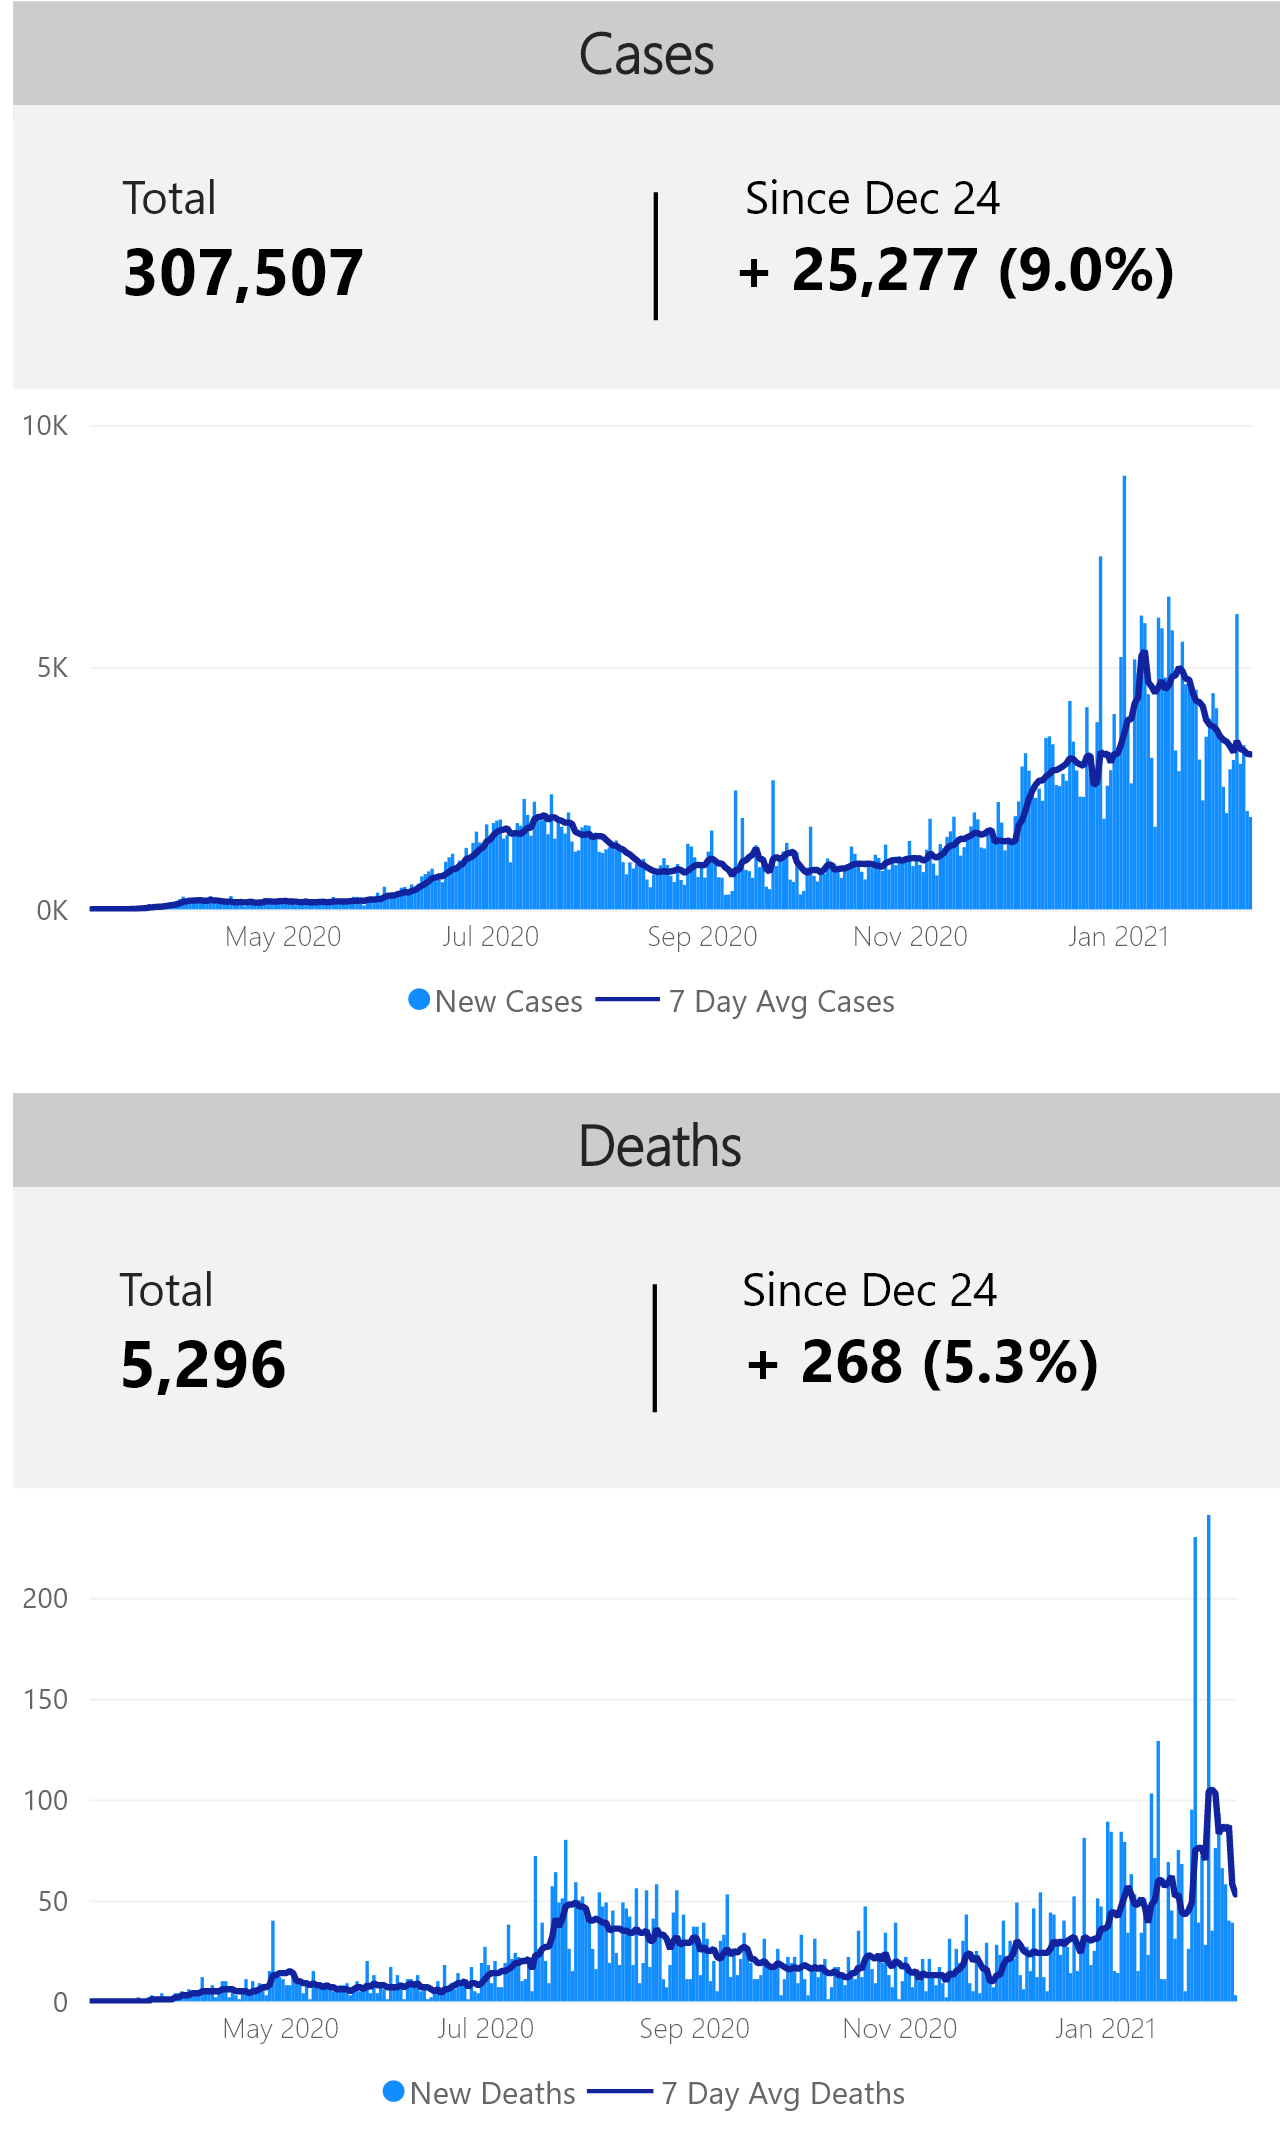 Cases
Total
Since Dec 24
307,507
+ 25,277 (9.0%)
10K
5K
0K
May 2020
Jul 2020
Sep 2020
Nov 2020
Jan 2021
New Cases
7 Day Avg Cases
Deaths
Total
Since Dec 24
5,296
+ 268 (5.3%)
200
150
100
50
0
May 2020
Jul 2020
Sep 2020
Nov 2020
Jan 2021
New Deaths
7 Day Avg Deaths